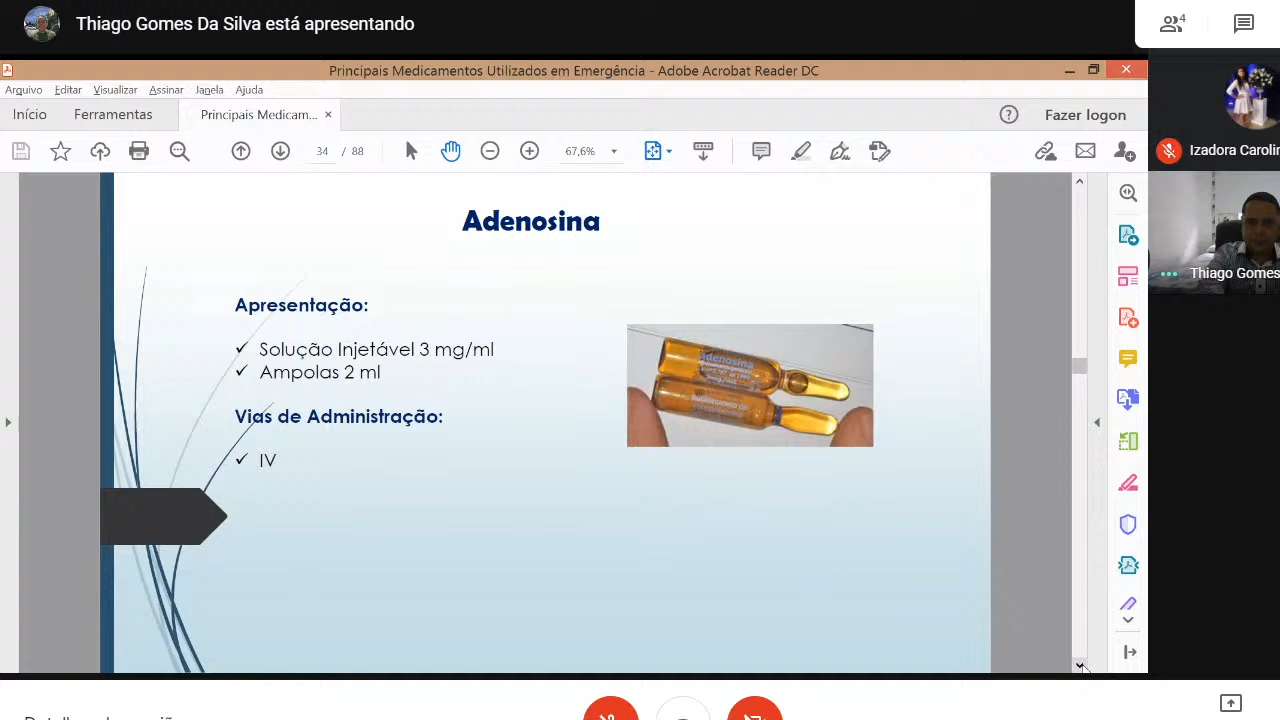 Thiago Gomes Da Silva está apresentando
4
Principais Medicamentos Utilizados em Emergência - Adobe Acrobat Reader DC
Arquivo Editar Visualizar Assinar Janela Ajuda
Início Ferramentas Principais Medicam... × Fazer logon
34 / 88 67,6%
Izadora Carolin
Thiago Gomes
Adenosina
Apresentação:
✓ Solução Injetável 3 mg/ml
✓ Ampolas 2 ml
Vias de Administração:
✓ IV
adenosina